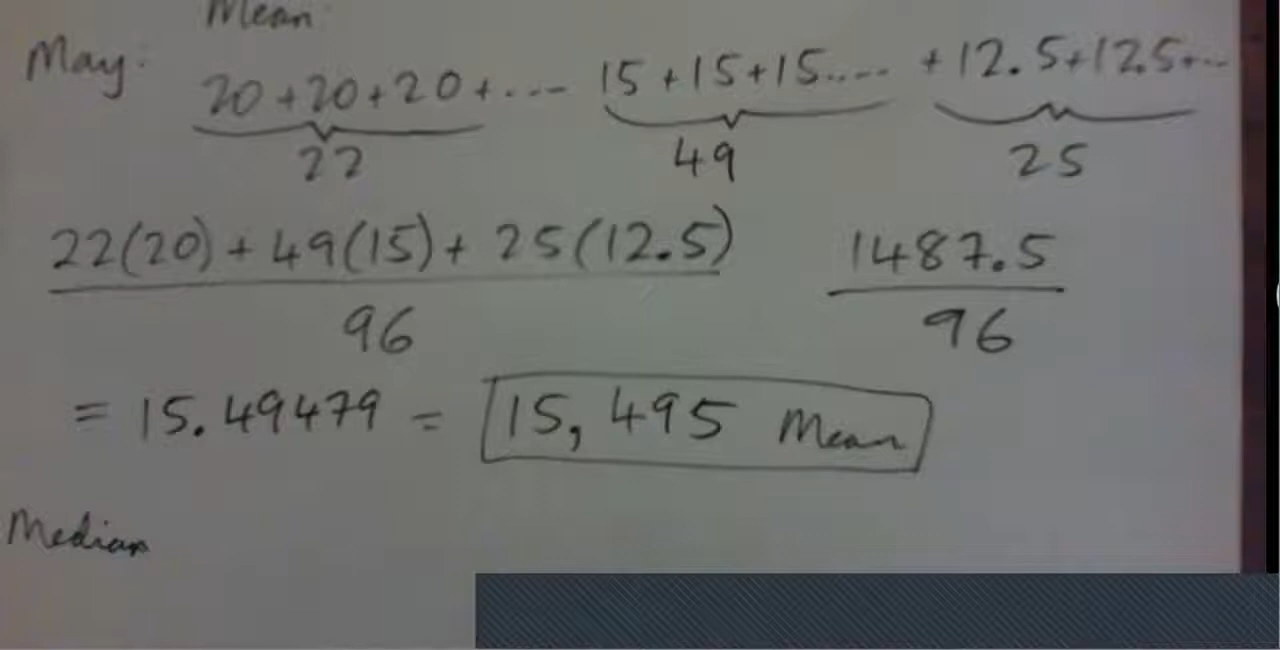 Mean
May:
20+20+20+.... 15+15+15.... +12.5+12.5+...
22 49 25
22(20) + 49(15) + 25(12.5) 1487.5
96 96
= 15.49479 = 15,495 Mean
Median